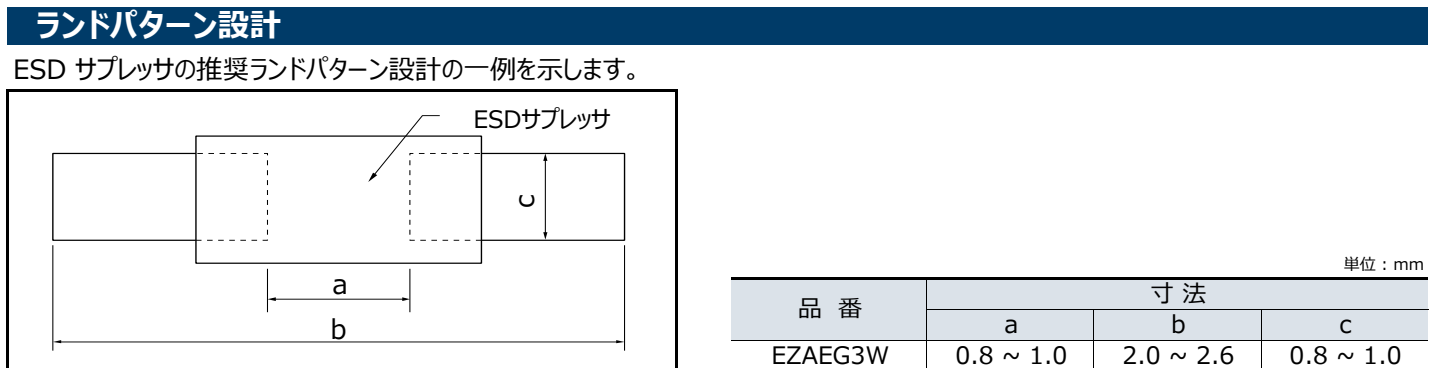 ランドパターン設計
ESD サプレッサの推奨ランドパターン設計の一例を示します。
ESDサプレッサ
c
a
b
単位：mm
品 番 寸 法
a b c
EZAEG3W 0.8 ~ 1.0 2.0 ~ 2.6 0.8 ~ 1.0